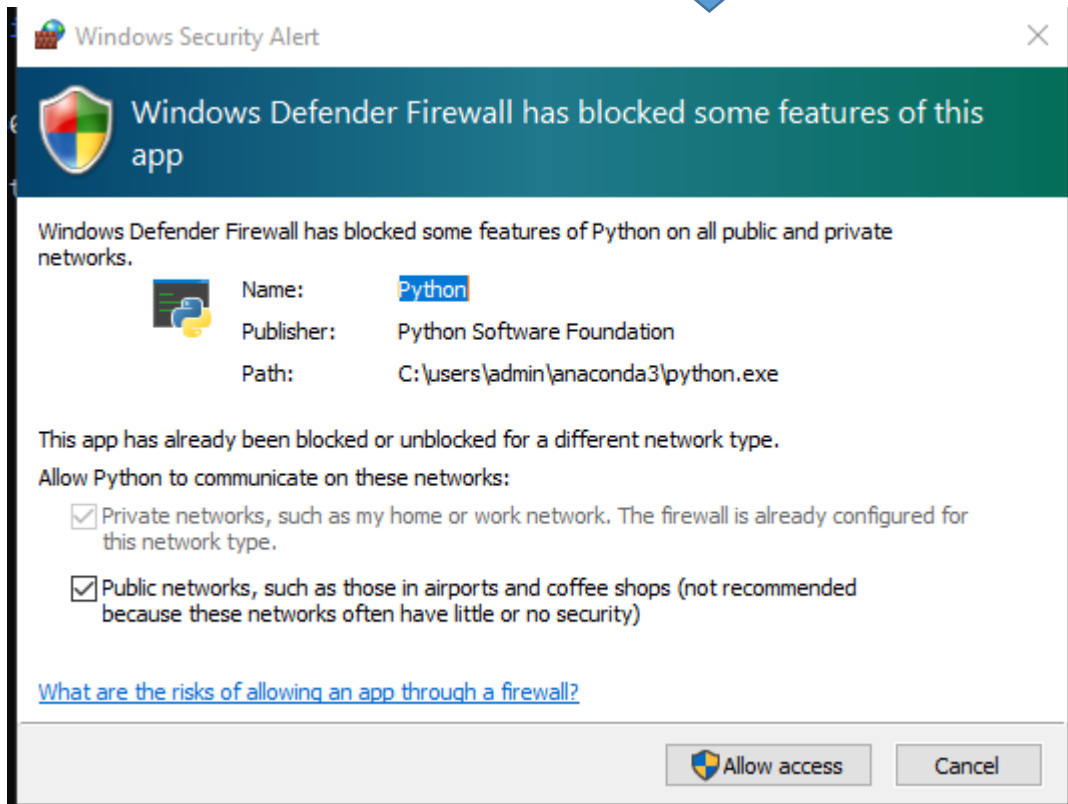 Windows Security Alert
Windows Defender Firewall has blocked some features of this
app
Windows Defender Firewall has blocked some features of Python on all public and private
networks.
Name: Python
Publisher: Python Software Foundation
Path: C:\users\admin\anaconda3\python.exe
This app has already been blocked or unblocked for a different network type.
Allow Python to communicate on these networks:
Private networks, such as my home or work network. The firewall is already configured for
this network type.
Public networks, such as those in airports and coffee shops (not recommended
because these networks often have little or no security)
What are the risks of allowing an app through a firewall?
Allow access Cancel